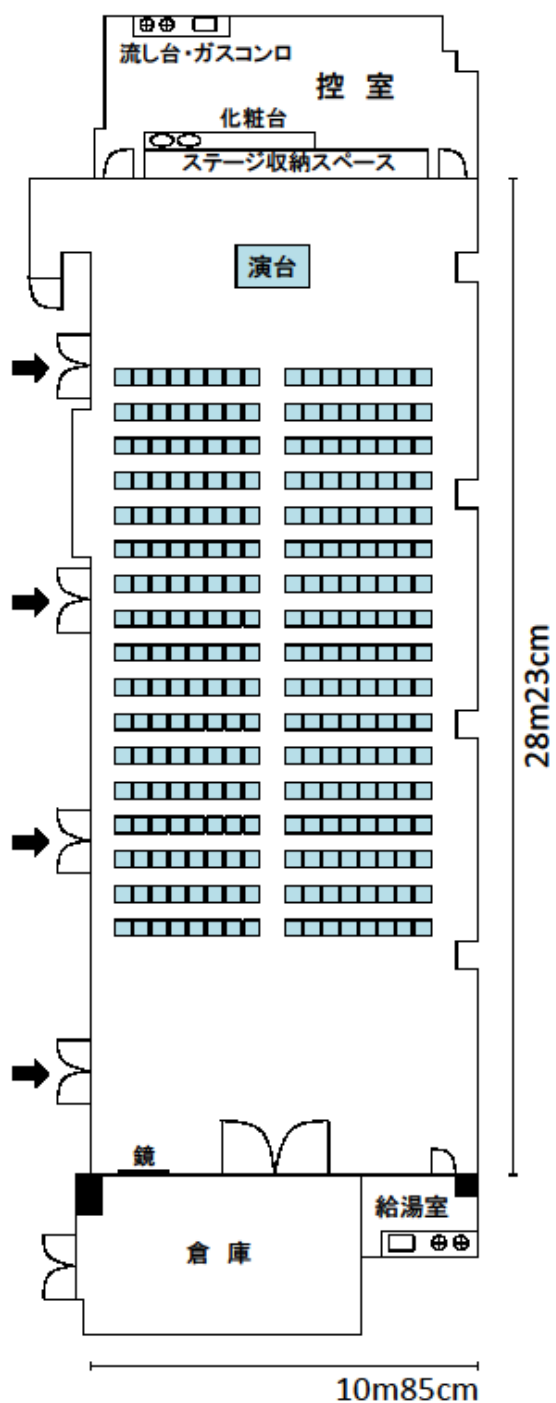 流し台・ガスコンロ
控 室
化粧台
ステージ収納スペース
演台
28m23cm
鏡
給湯室
倉 庫
10m85cm